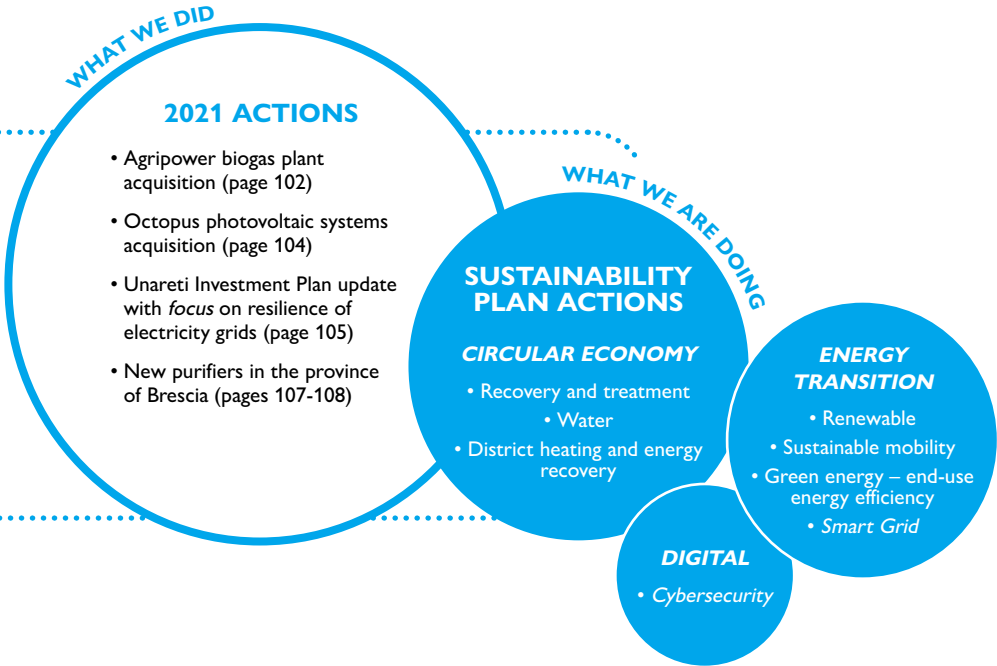 WHAT WE DID
2021 ACTIONS
• Agripower biogas plant
acquisition (page 102)
• Octopus photovoltaic systems
acquisition (page 104)
• Unareti Investment Plan update
with focus on resilience of
electricity grids (page 105)
• New purifiers in the province
of Brescia (pages 107-108)
WHAT WE ARE DOING
SUSTAINABILITY
PLAN ACTIONS
CIRCULAR ECONOMY
• Recovery and treatment
• Water
• District heating and energy
recovery
ENERGY
TRANSITION
• Renewable
• Sustainable mobility
• Green energy – end-use
energy efficiency
• Smart Grid
DIGITAL
• Cybersecurity